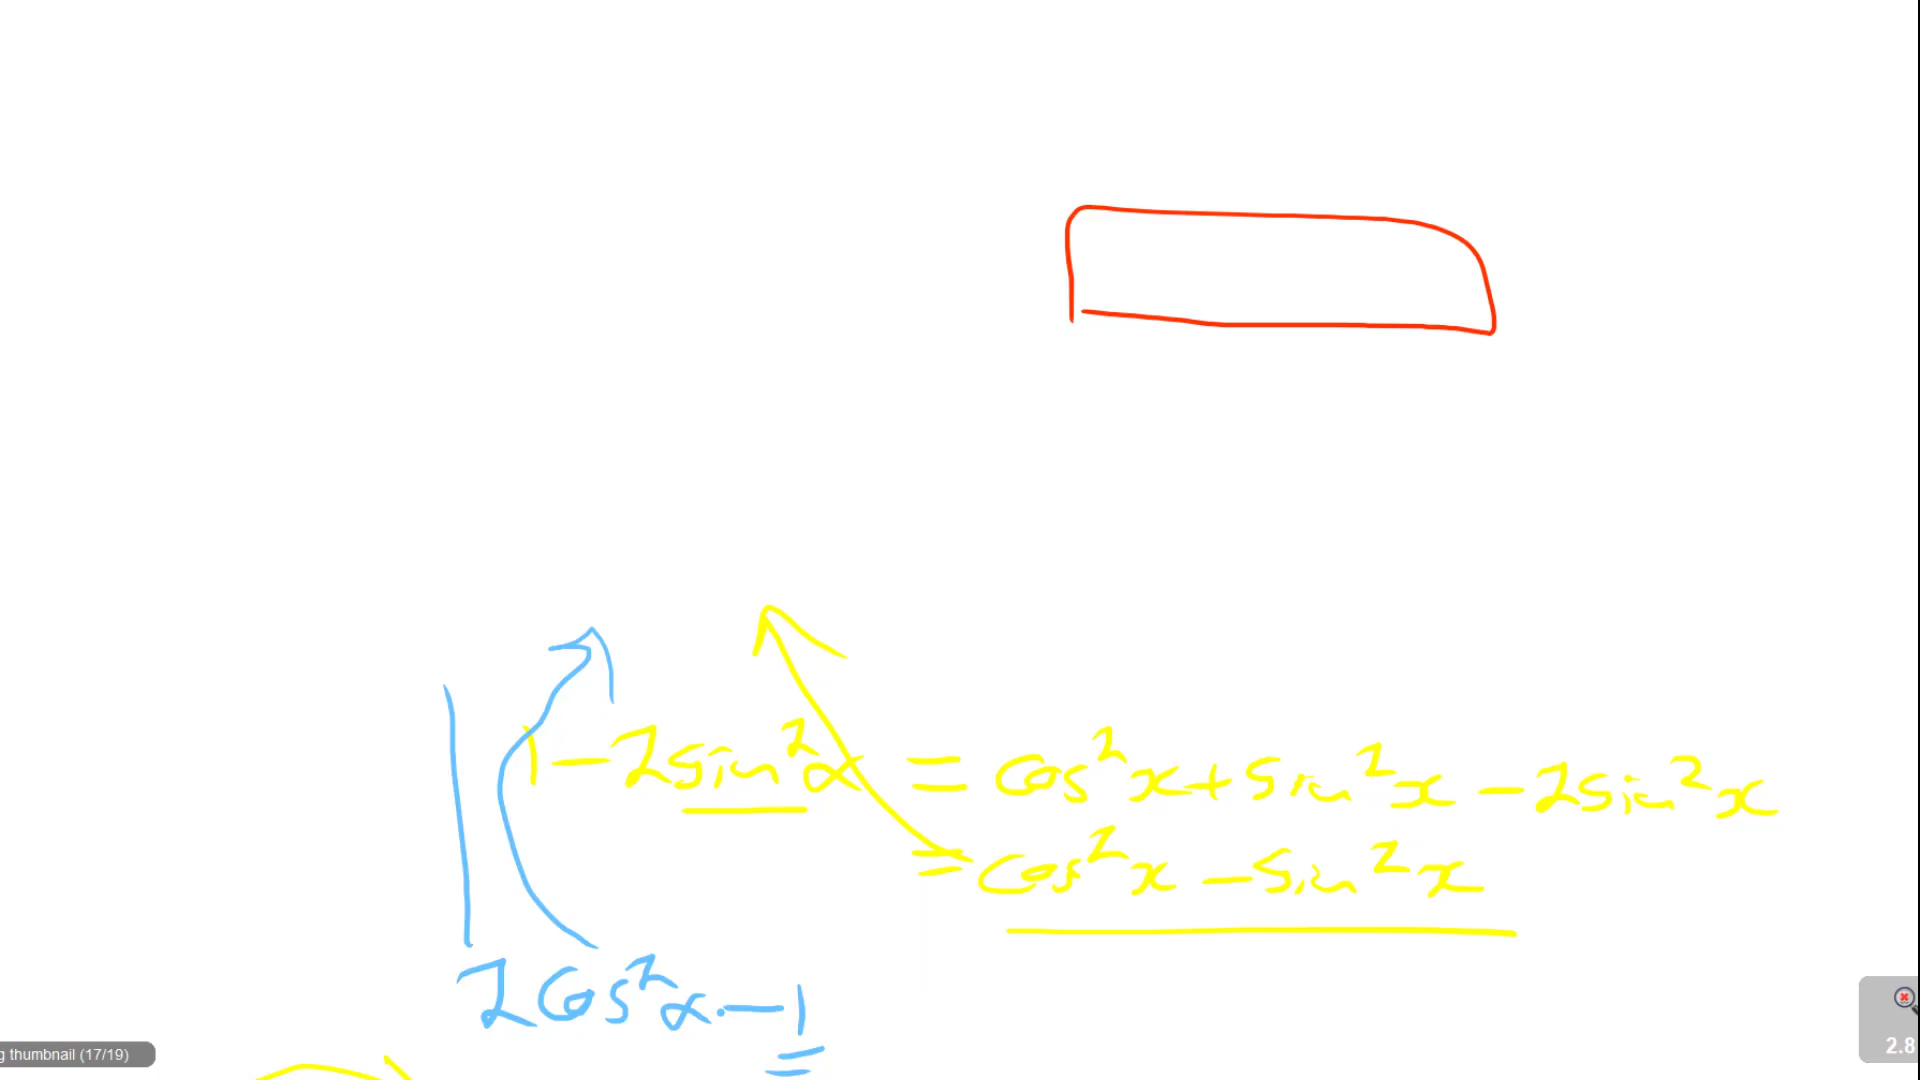 1-2sin²x = cos²x+sin²x-2sin²x
= cos²x-sin²x
2cos²x-1
g thumbnail (17/19)
2.8